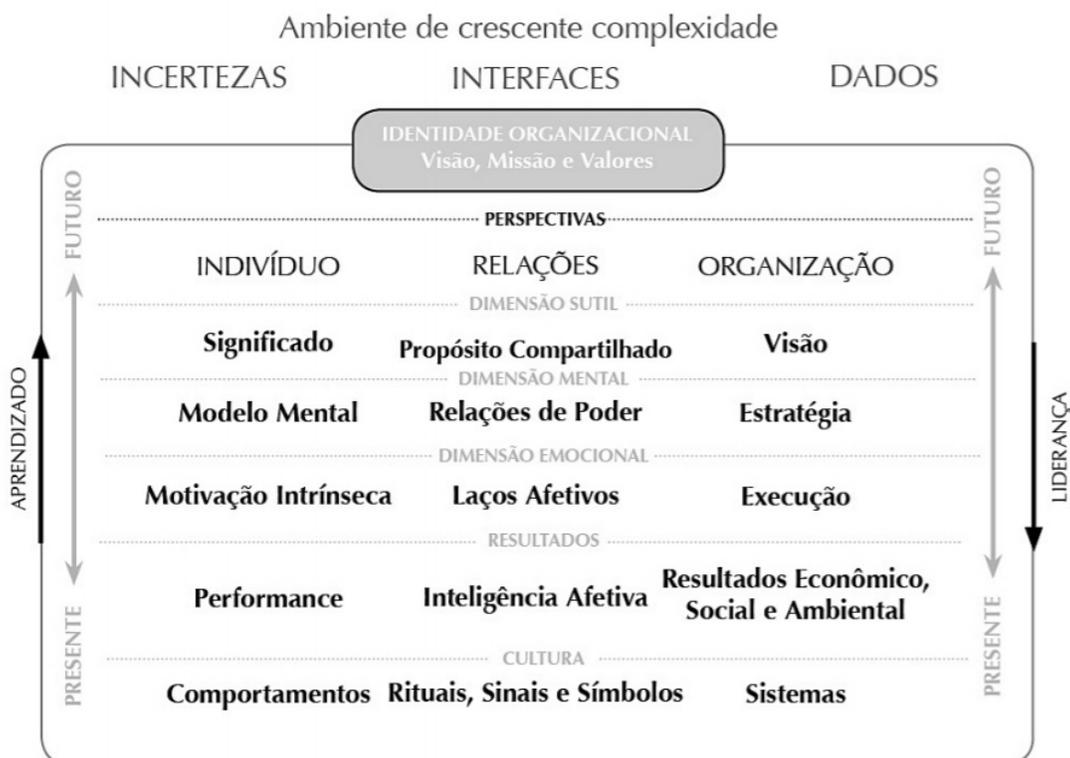 Ambiente de crescente complexidade
INCERTEZAS INTERFACES DADOS
IDENTIDADE ORGANIZACIONAL
Visão, Missão e Valores
FUTURO
FUTURO
PERSPECTIVAS
INDIVÍDUO RELAÇÕES ORGANIZAÇÃO
DIMENSÃO SUTIL
Significado Propósito Compartilhado Visão
DIMENSÃO MENTAL
Modelo Mental Relações de Poder Estratégia
APRENDIZADO
LIDERANÇA
DIMENSÃO EMOCIONAL
Motivação Intrínseca Laços Afetivos Execução
RESULTADOS
Performance Inteligência Afetiva Resultados Econômico,
Social e Ambiental
PRESENTE
PRESENTE
CULTURA
Comportamentos Rituais, Sinais e Símbolos Sistemas